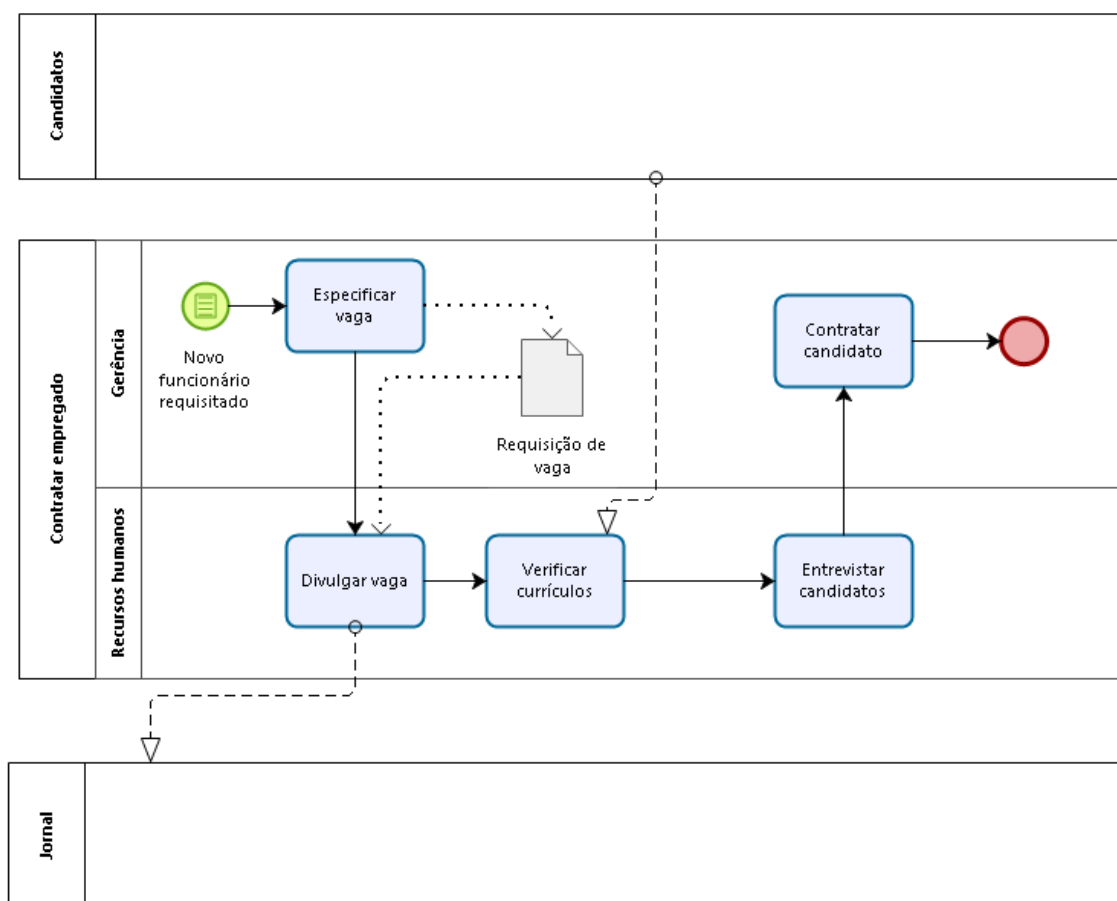 Candidatos
Contratar empregado
Gerência
Novo
funcionário
requisitado
Especificar
vaga
Requisição de
vaga
Contratar
candidato
Recursos humanos
Divulgar vaga
Verificar
currículos
Entrevistar
candidatos
Jornal